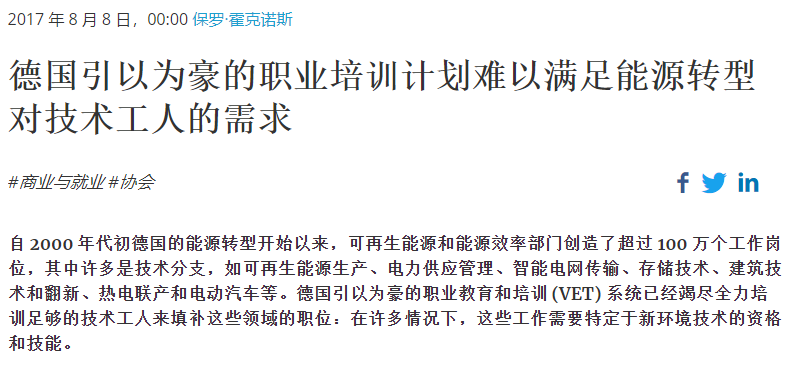 2017 年 8 月 8 日，00:00 保罗·霍克诺斯
德国引以为豪的职业培训计划难以满足能源转型
对技术工人的需求
#商业与就业 #协会
自 2000 年代初德国的能源转型开始以来，可再生能源和能源效率部门创造了超过 100 万个工作岗
位，其中许多是技术分支，如可再生能源生产、电力供应管理、智能电网传输、存储技术、建筑技
术和翻新、热电联产和电动汽车等。德国引以为豪的职业教育和培训 (VET) 系统已经竭尽全力培
训足够的技术工人来填补这些领域的职位：在许多情况下，这些工作需要特定于新环境技术的资格
和技能。